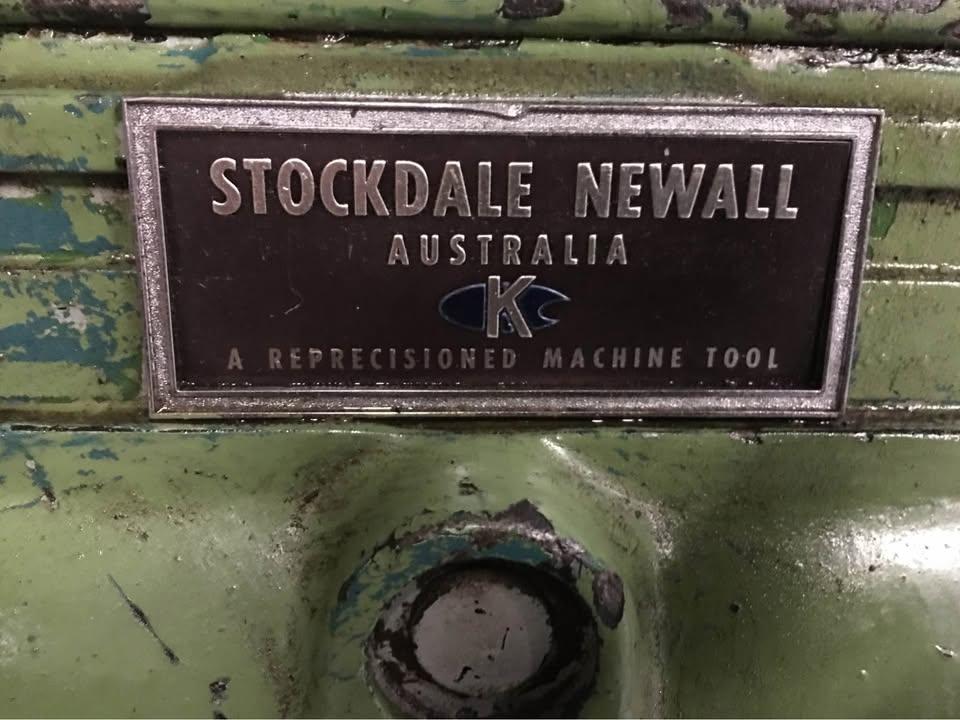 STOCKDALE NEWALL
AUSTRALIA
K
A REPRECISIONED MACHINE TOOL